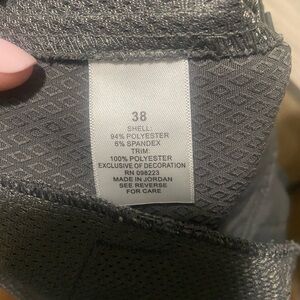 38
SHELL:
94% POLYESTER
6% SPANDEX
TRIM:
100% POLYESTER
EXCLUSIVE OF DECORATION
RN 098223
MADE IN JORDAN
SEE REVERSE
FOR CARE